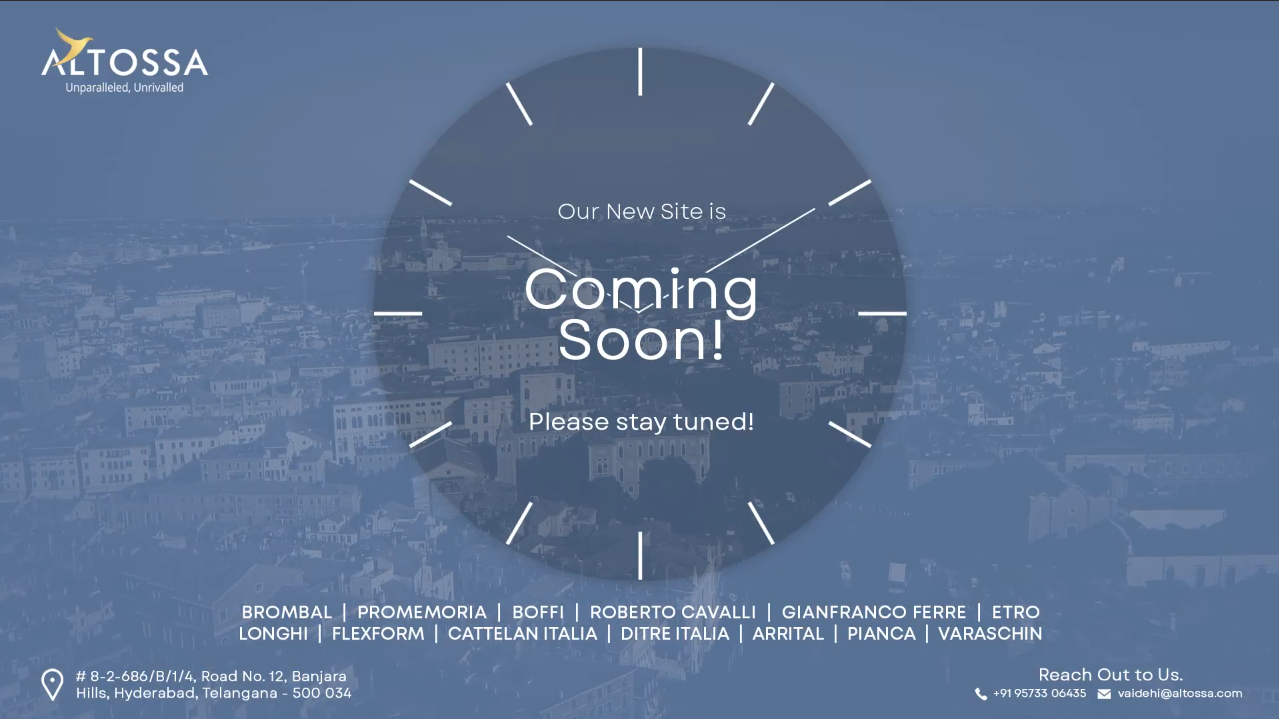 ALTOSSA
Unparalleled, Unrivalled
Our New Site is
Coming
Soon!
Please stay tuned!
BROMBAL | PROMEMORIA | BOFFI | ROBERTO CAVALLI | GIANFRANCO FERRE | ETRO
LONGHI | FLEXFORM | CATTELAN ITALIA | DITRE ITALIA | ARRITAL | PIANCA | VARASCHIN
# 8-2-686/B/1/4, Road No. 12, Banjara
Hills, Hyderabad, Telangana - 500 034
Reach Out to Us.
+91 95733 06435 vaidehi@altossa.com